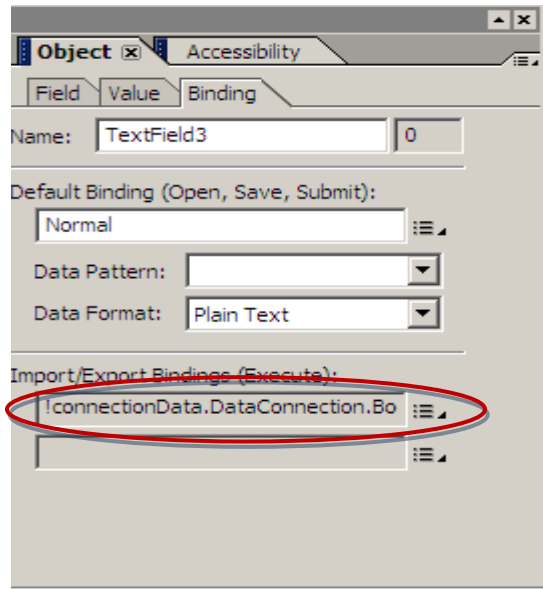 Object Accessibility
Field Value Binding
Name: TextField3 0
Default Binding (Open, Save, Submit):
Normal
Data Pattern:
Data Format: Plain Text
Import/Export Bindings (Execute):
!connectionData.DataConnection.Bo